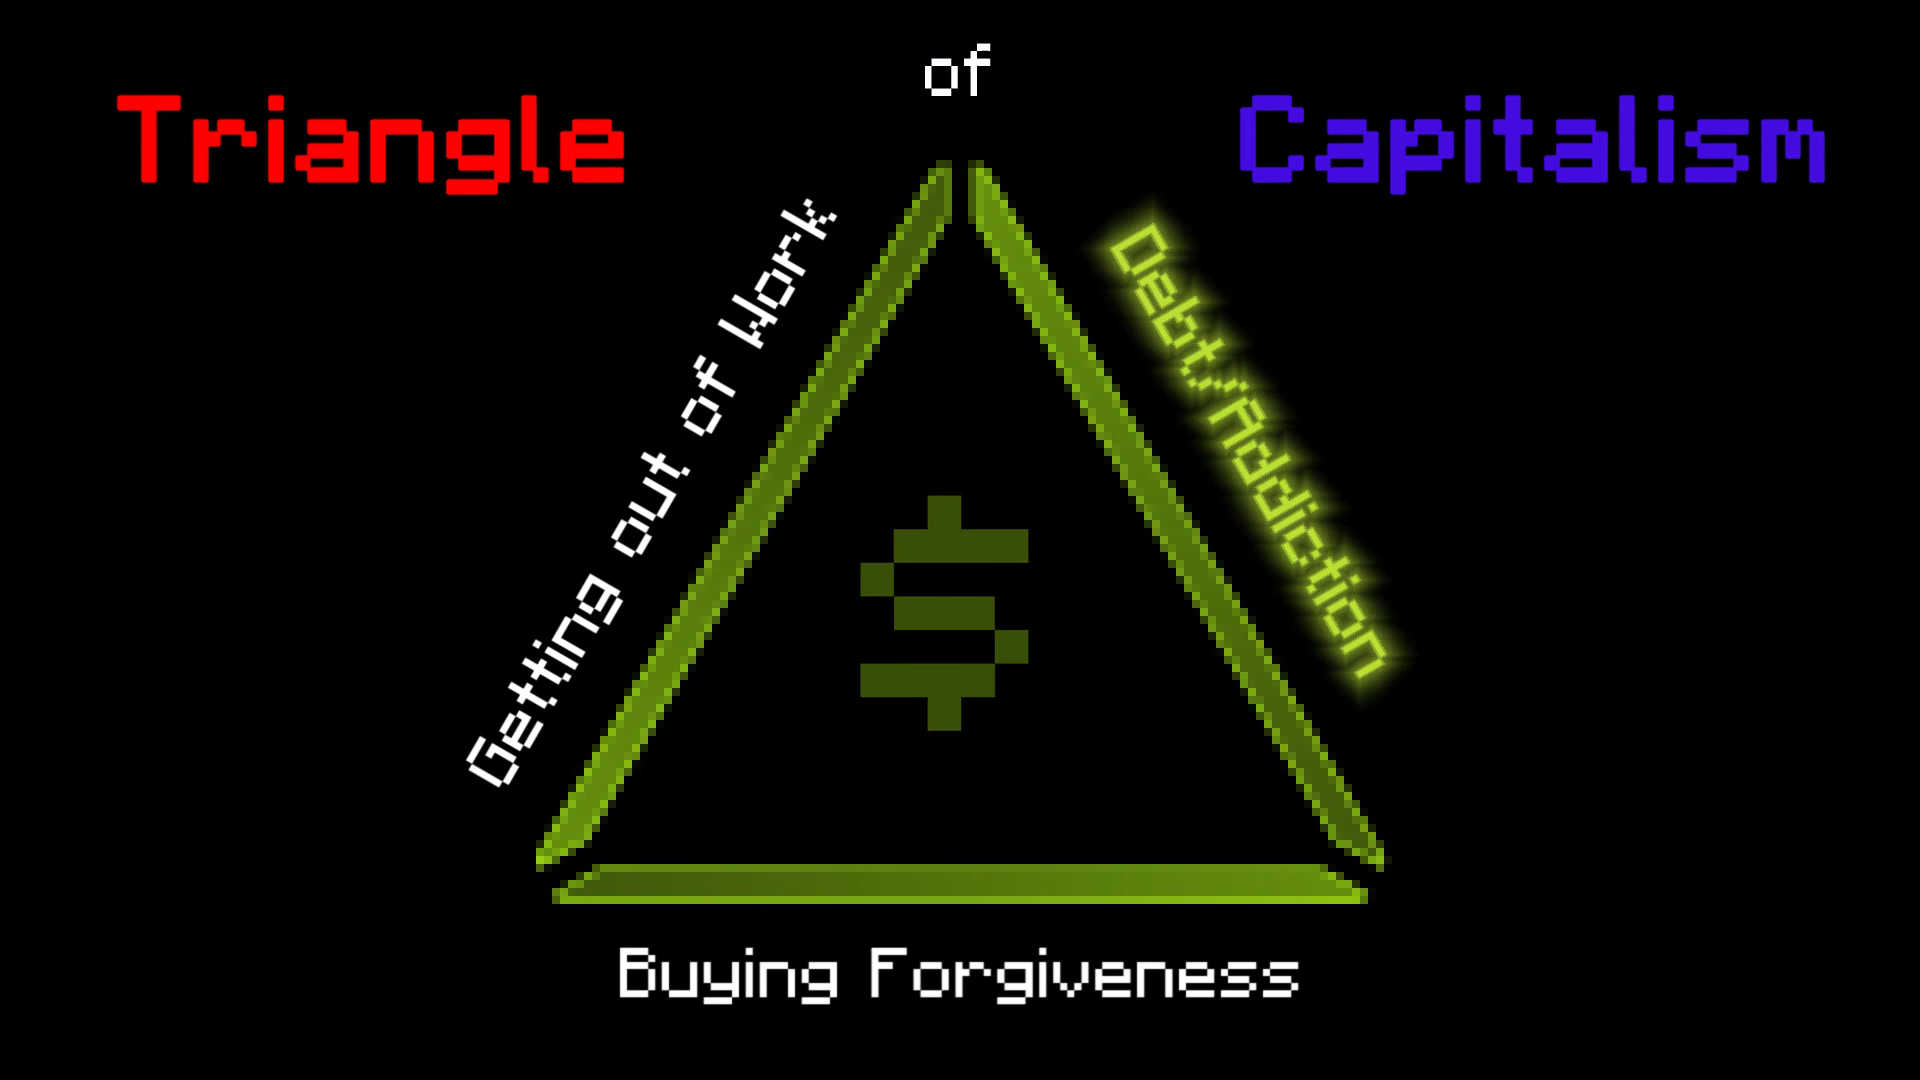 Triangle
of
Capitalism
Getting out of Work
Debt/Addiction
$
Buying Forgiveness